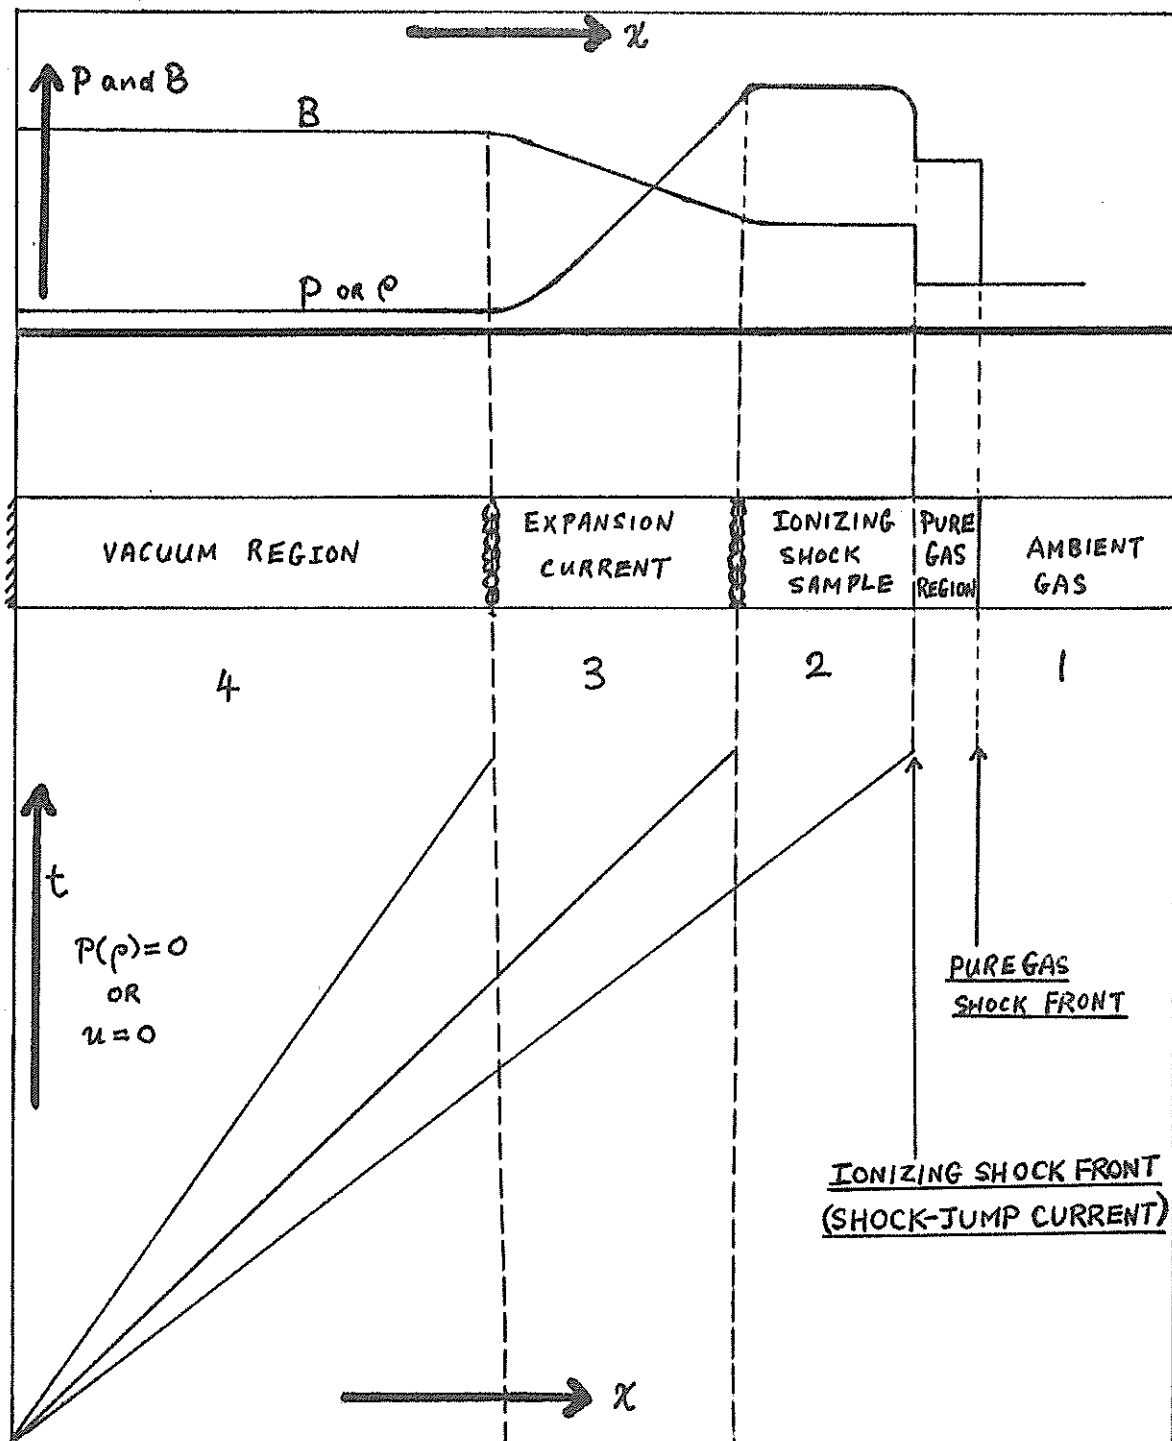 x
P and B
B
P OR ρ
VACUUM REGION
EXPANSION
CURRENT
IONIZING
SHOCK
SAMPLE
PURE
GAS
REGION
AMBIENT
GAS
4
3
2
1
t
P(ρ)=0
OR
u=0
PURE GAS
SHOCK FRONT
IONIZING SHOCK FRONT
(SHOCK-JUMP CURRENT)
x